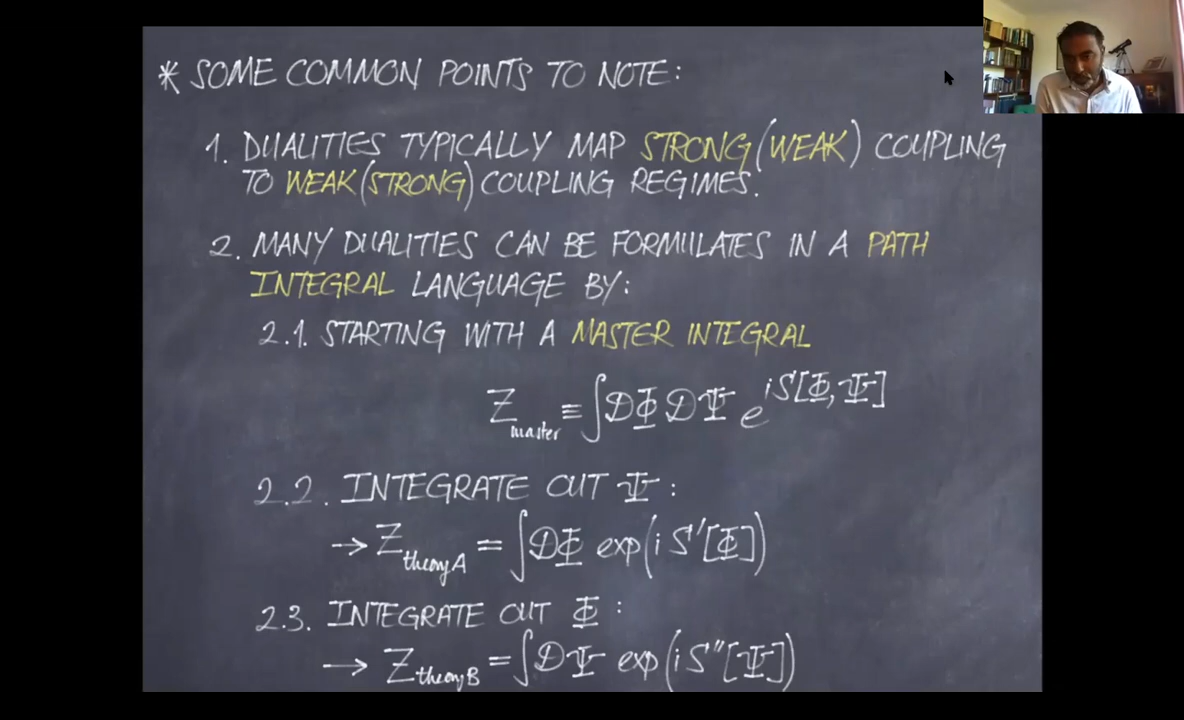 * SOME COMMON POINTS TO NOTE:
1. DUALITIES TYPICALLY MAP STRONG (WEAK) COUPLING
TO WEAK (STRONG) COUPLING REGIMES.
2. MANY DUALITIES CAN BE FORMULATES IN A PATH
INTEGRAL LANGUAGE BY:
2.1. STARTING WITH A MASTER INTEGRAL
Z_master ≡ ∫DΦ DΨ e^{iS[Φ,Ψ]}
2.2. INTEGRATE OUT Ψ:
→ Z_theoryA = ∫DΦ exp(i S'[Φ])
2.3. INTEGRATE OUT Φ:
→ Z_theoryB = ∫DΨ exp(i S''[Ψ])